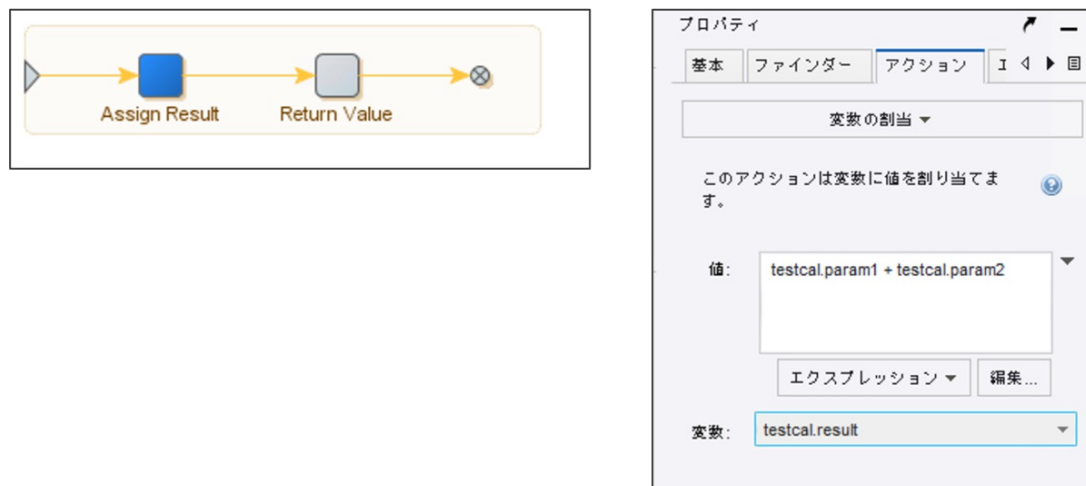 Assign Result
Return Value
プロパティ
基本
ファインダー
アクション
変数の割当
このアクションは変数に値を割り当てま
す。
値:
testcal.param1 + testcal.param2
エクスプレッション
編集...
変数:
testcal.result